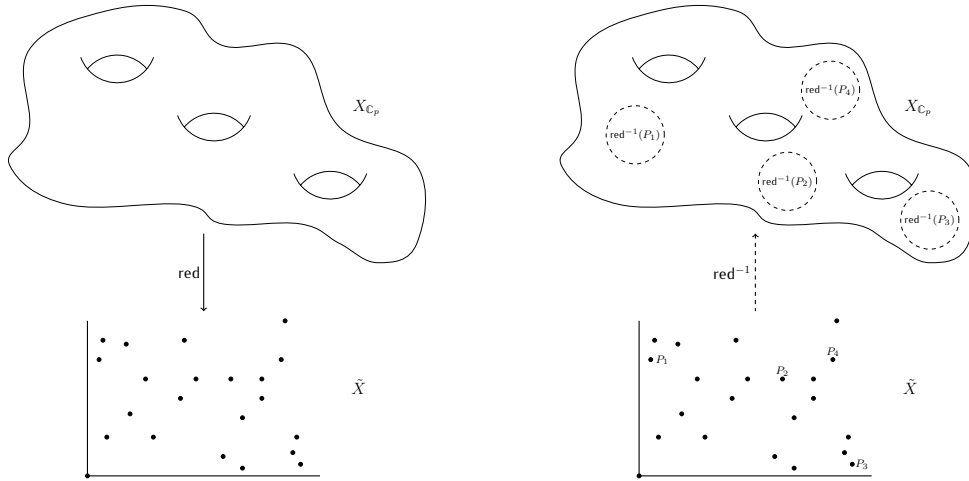 $X_{\mathbb{C}_p}$
red
$\tilde{X}$
$X_{\mathbb{C}_p}$
red$^{-1}$($P_4$)
red$^{-1}$($P_1$)
red$^{-1}$($P_2$)
red$^{-1}$($P_3$)
red$^{-1}$
$P_4$
$P_1$
$P_2$
$\tilde{X}$
$P_3$